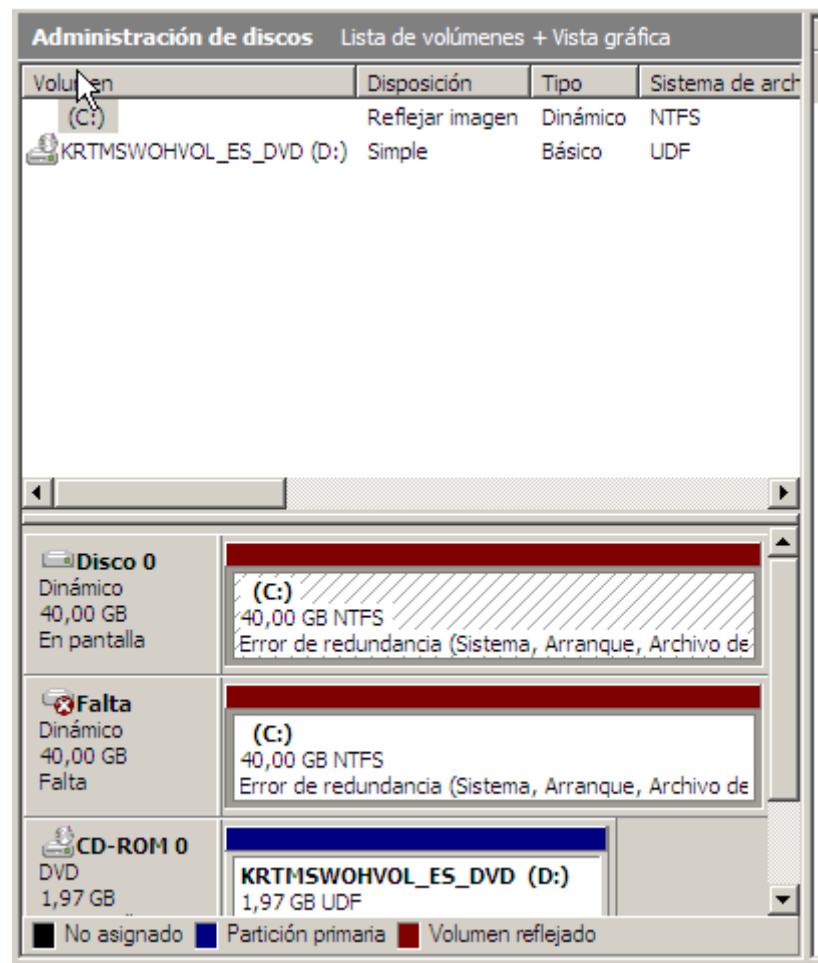 Administración de discos Lista de volúmenes + Vista gráfica
Volumen Disposición Tipo Sistema de arch
(C:) Reflejar imagen Dinámico NTFS
KRTMSWOHVOL_ES_DVD (D:) Simple Básico UDF
Disco 0
Dinámico
40,00 GB
En pantalla
(C:)
40,00 GB NTFS
Error de redundancia (Sistema, Arranque, Archivo de
Falta
Dinámico
40,00 GB
Falta
(C:)
40,00 GB NTFS
Error de redundancia (Sistema, Arranque, Archivo de
CD-ROM 0
DVD
1,97 GB
KRTMSWOHVOL_ES_DVD (D:)
1,97 GB UDF
No asignado Partición primaria Volumen reflejado